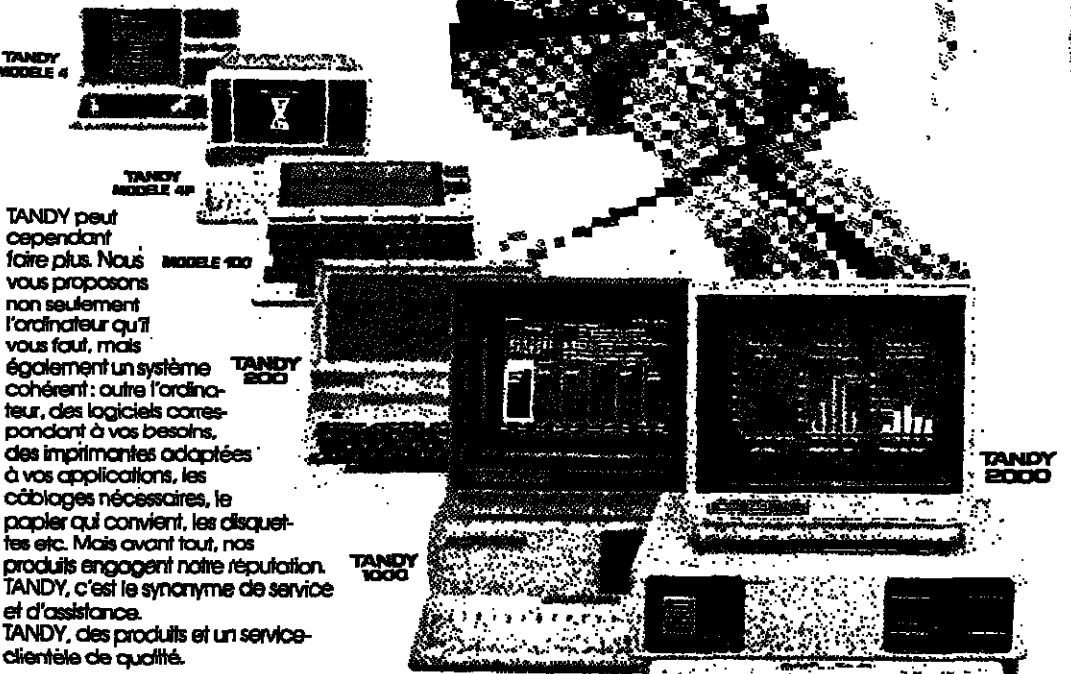 TANDY
MODELE 4
TANDY
MODELE 4P
TANDY peut
cependant
faire plus. Nous
vous proposons
non seulement
l'ordinateur qu'il
vous faut, mais
également un système
cohérent : outre l'ordina-
teur, des logiciels corres-
pondant à vos besoins,
des imprimantes adaptées
à vos applications, les
câblages nécessaires, le
papier qui convient, les disquet-
tes etc. Mais avant tout, nos
produits engagent notre réputation.
TANDY, c'est le synonyme de service
et d'assistance.
TANDY, des produits et un service-
clientèle de qualité.
MODELE 100
TANDY
200
TANDY
1000
TANDY
2000